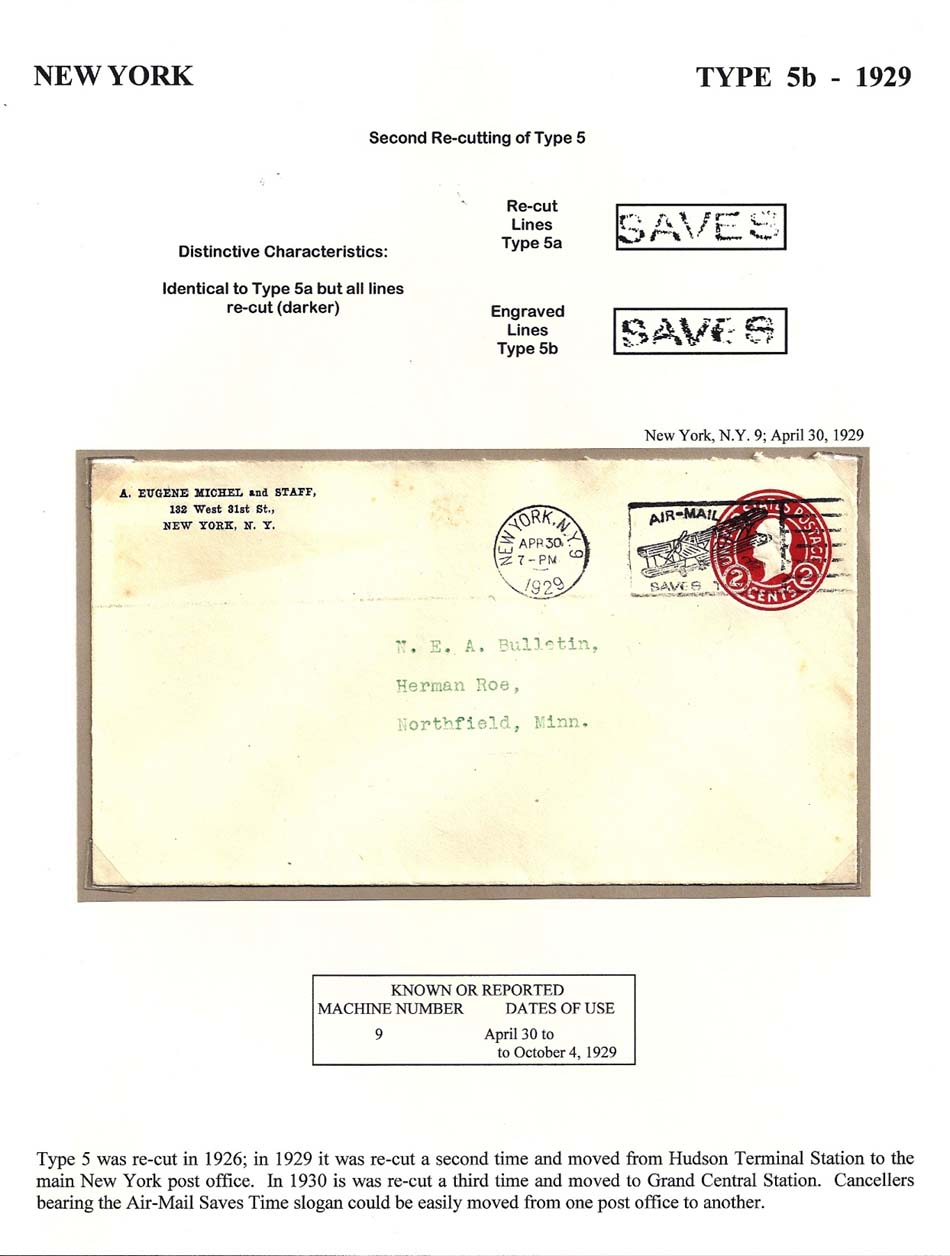 NEW YORK
TYPE 5b - 1929
Second Re-cutting of Type 5
Re-cut
Lines
Type 5a
SAVES
Distinctive Characteristics:
Identical to Type 5a but all lines
re-cut (darker)
Engraved
Lines
Type 5b
SAVES
New York, N.Y. 9; April 30, 1929
A. EUGENE MICHEL and STAFF,
132 West 31st St.,
NEW YORK, N. Y.
NEW YORK, N.Y. 9
APR 30
7-PM
1929
AIR-MAIL
SAVES
POSTAGE
2 CENTS 2
N. E. A. Bulletin,
Herman Roe,
Northfield, Minn.
KNOWN OR REPORTED
MACHINE NUMBER DATES OF USE
9 April 30 to
to October 4, 1929
Type 5 was re-cut in 1926; in 1929 it was re-cut a second time and moved from Hudson Terminal Station to the
main New York post office. In 1930 is was re-cut a third time and moved to Grand Central Station. Cancellers
bearing the Air-Mail Saves Time slogan could be easily moved from one post office to another.